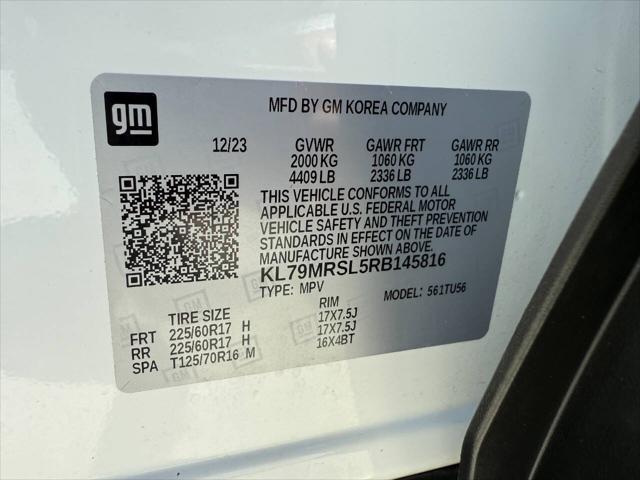 gm
MFD BY GM KOREA COMPANY
12/23 GVWR GAWR FRT GAWR RR
2000 KG 1060 KG 1060 KG
4409 LB 2336 LB 2336 LB
THIS VEHICLE CONFORMS TO ALL
APPLICABLE U.S. FEDERAL MOTOR
VEHICLE SAFETY AND THEFT PREVENTION
STANDARDS IN EFFECT ON THE DATE OF
MANUFACTURE SHOWN ABOVE.
KL79MRSL5RB145816
TYPE: MPV MODEL: 561TU56
TIRE SIZE RIM
FRT 225/60R17 H 17X7.5J
RR 225/60R17 H 17X7.5J
SPA T125/70R16 M 16X4BT